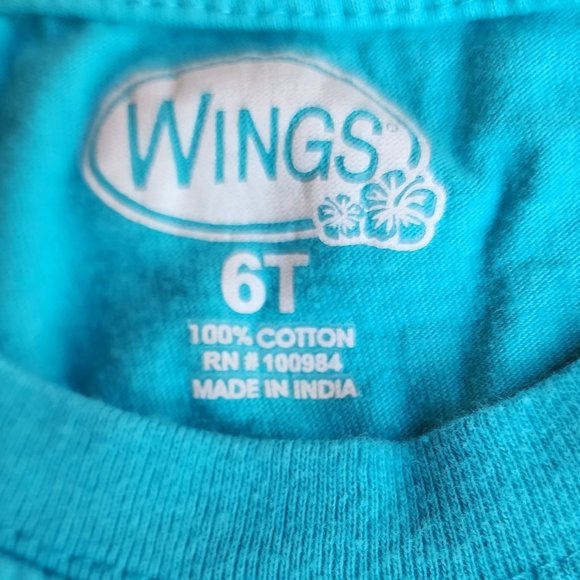 WINGS
6T
100% COTTON
RN # 100984
MADE IN INDIA